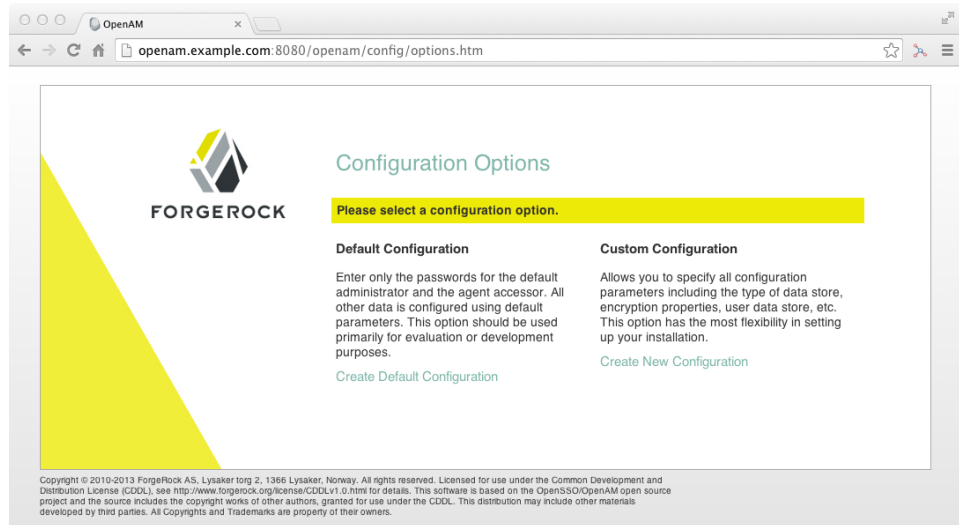 OpenAM
openam.example.com:8080/openam/config/options.htm
FORGEROCK
Configuration Options
Please select a configuration option.
Default Configuration
Enter only the passwords for the default
administrator and the agent accessor. All
other data is configured using default
parameters. This option should be used
primarily for evaluation or development
purposes.
Create Default Configuration
Custom Configuration
Allows you to specify all configuration
parameters including the type of data store,
encryption properties, user data store, etc.
This option has the most flexibility in setting
up your installation.
Create New Configuration
Copyright © 2010-2013 ForgeRock AS, Lysaker torg 2, 1366 Lysaker, Norway. All rights reserved. Licensed for use under the Common Development and
Distribution License (CDDL), see http://www.forgerock.org/license/CDDLv1.0.html for details. This software is based on the OpenSSO/OpenAM open source
project and the source includes the copyright works of other authors, granted for use under the CDDL. This distribution may include other materials
developed by third parties. All Copyrights and Trademarks are property of their owners.